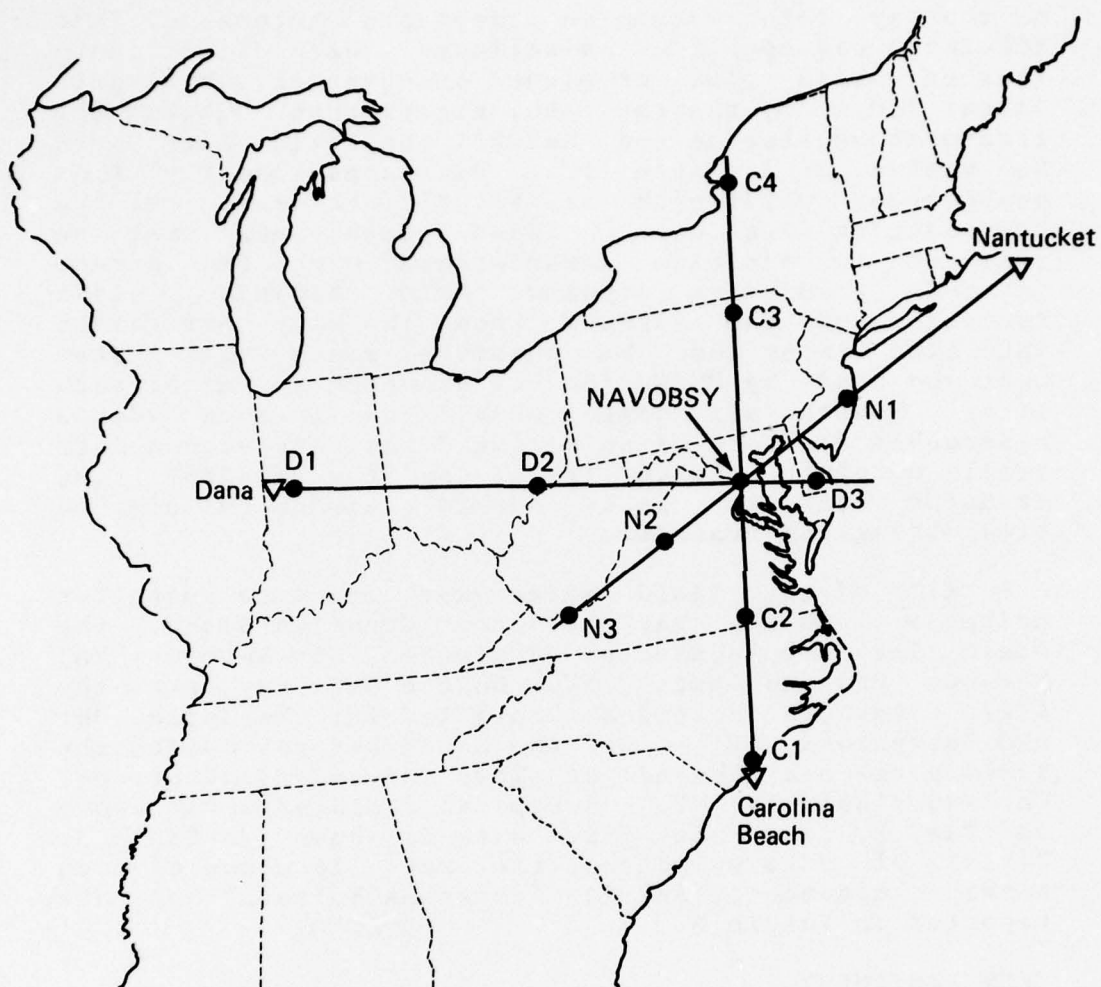 C4
Nantucket
C3
NAVOBSY
N1
D1
D2
Dana
D3
N2
N3
C2
C1
Carolina
Beach